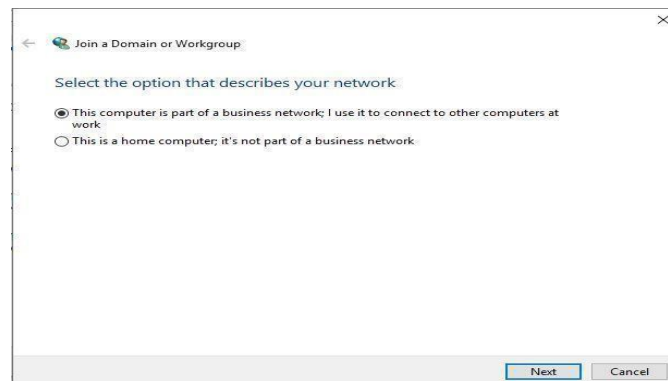 Join a Domain or Workgroup
Select the option that describes your network
This computer is part of a business network; I use it to connect to other computers at
work
This is a home computer; it's not part of a business network
Next Cancel